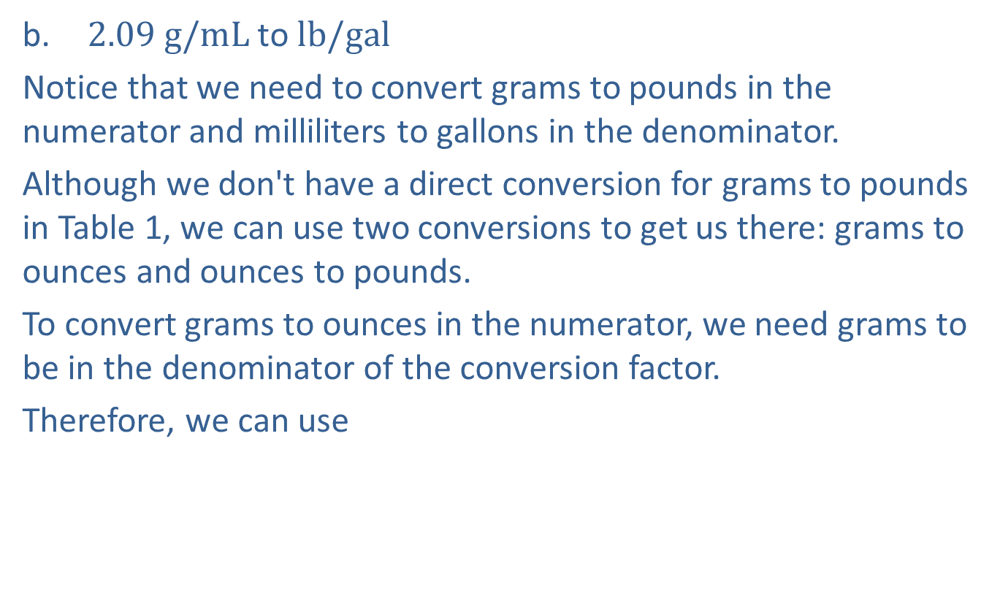 b. 2.09 g/mL to lb/gal
Notice that we need to convert grams to pounds in the
numerator and milliliters to gallons in the denominator.
Although we don't have a direct conversion for grams to pounds
in Table 1, we can use two conversions to get us there: grams to
ounces and ounces to pounds.
To convert grams to ounces in the numerator, we need grams to
be in the denominator of the conversion factor.
Therefore, we can use